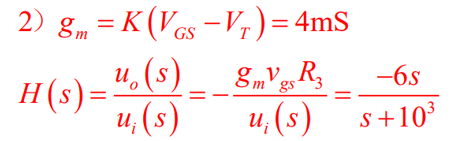 2）g_m = K(V_GS − V_T) = 4mS
H(s) = u_o(s)/u_i(s) = −g_m v_gs R_3/u_i(s) = −6s/(s+10^3)